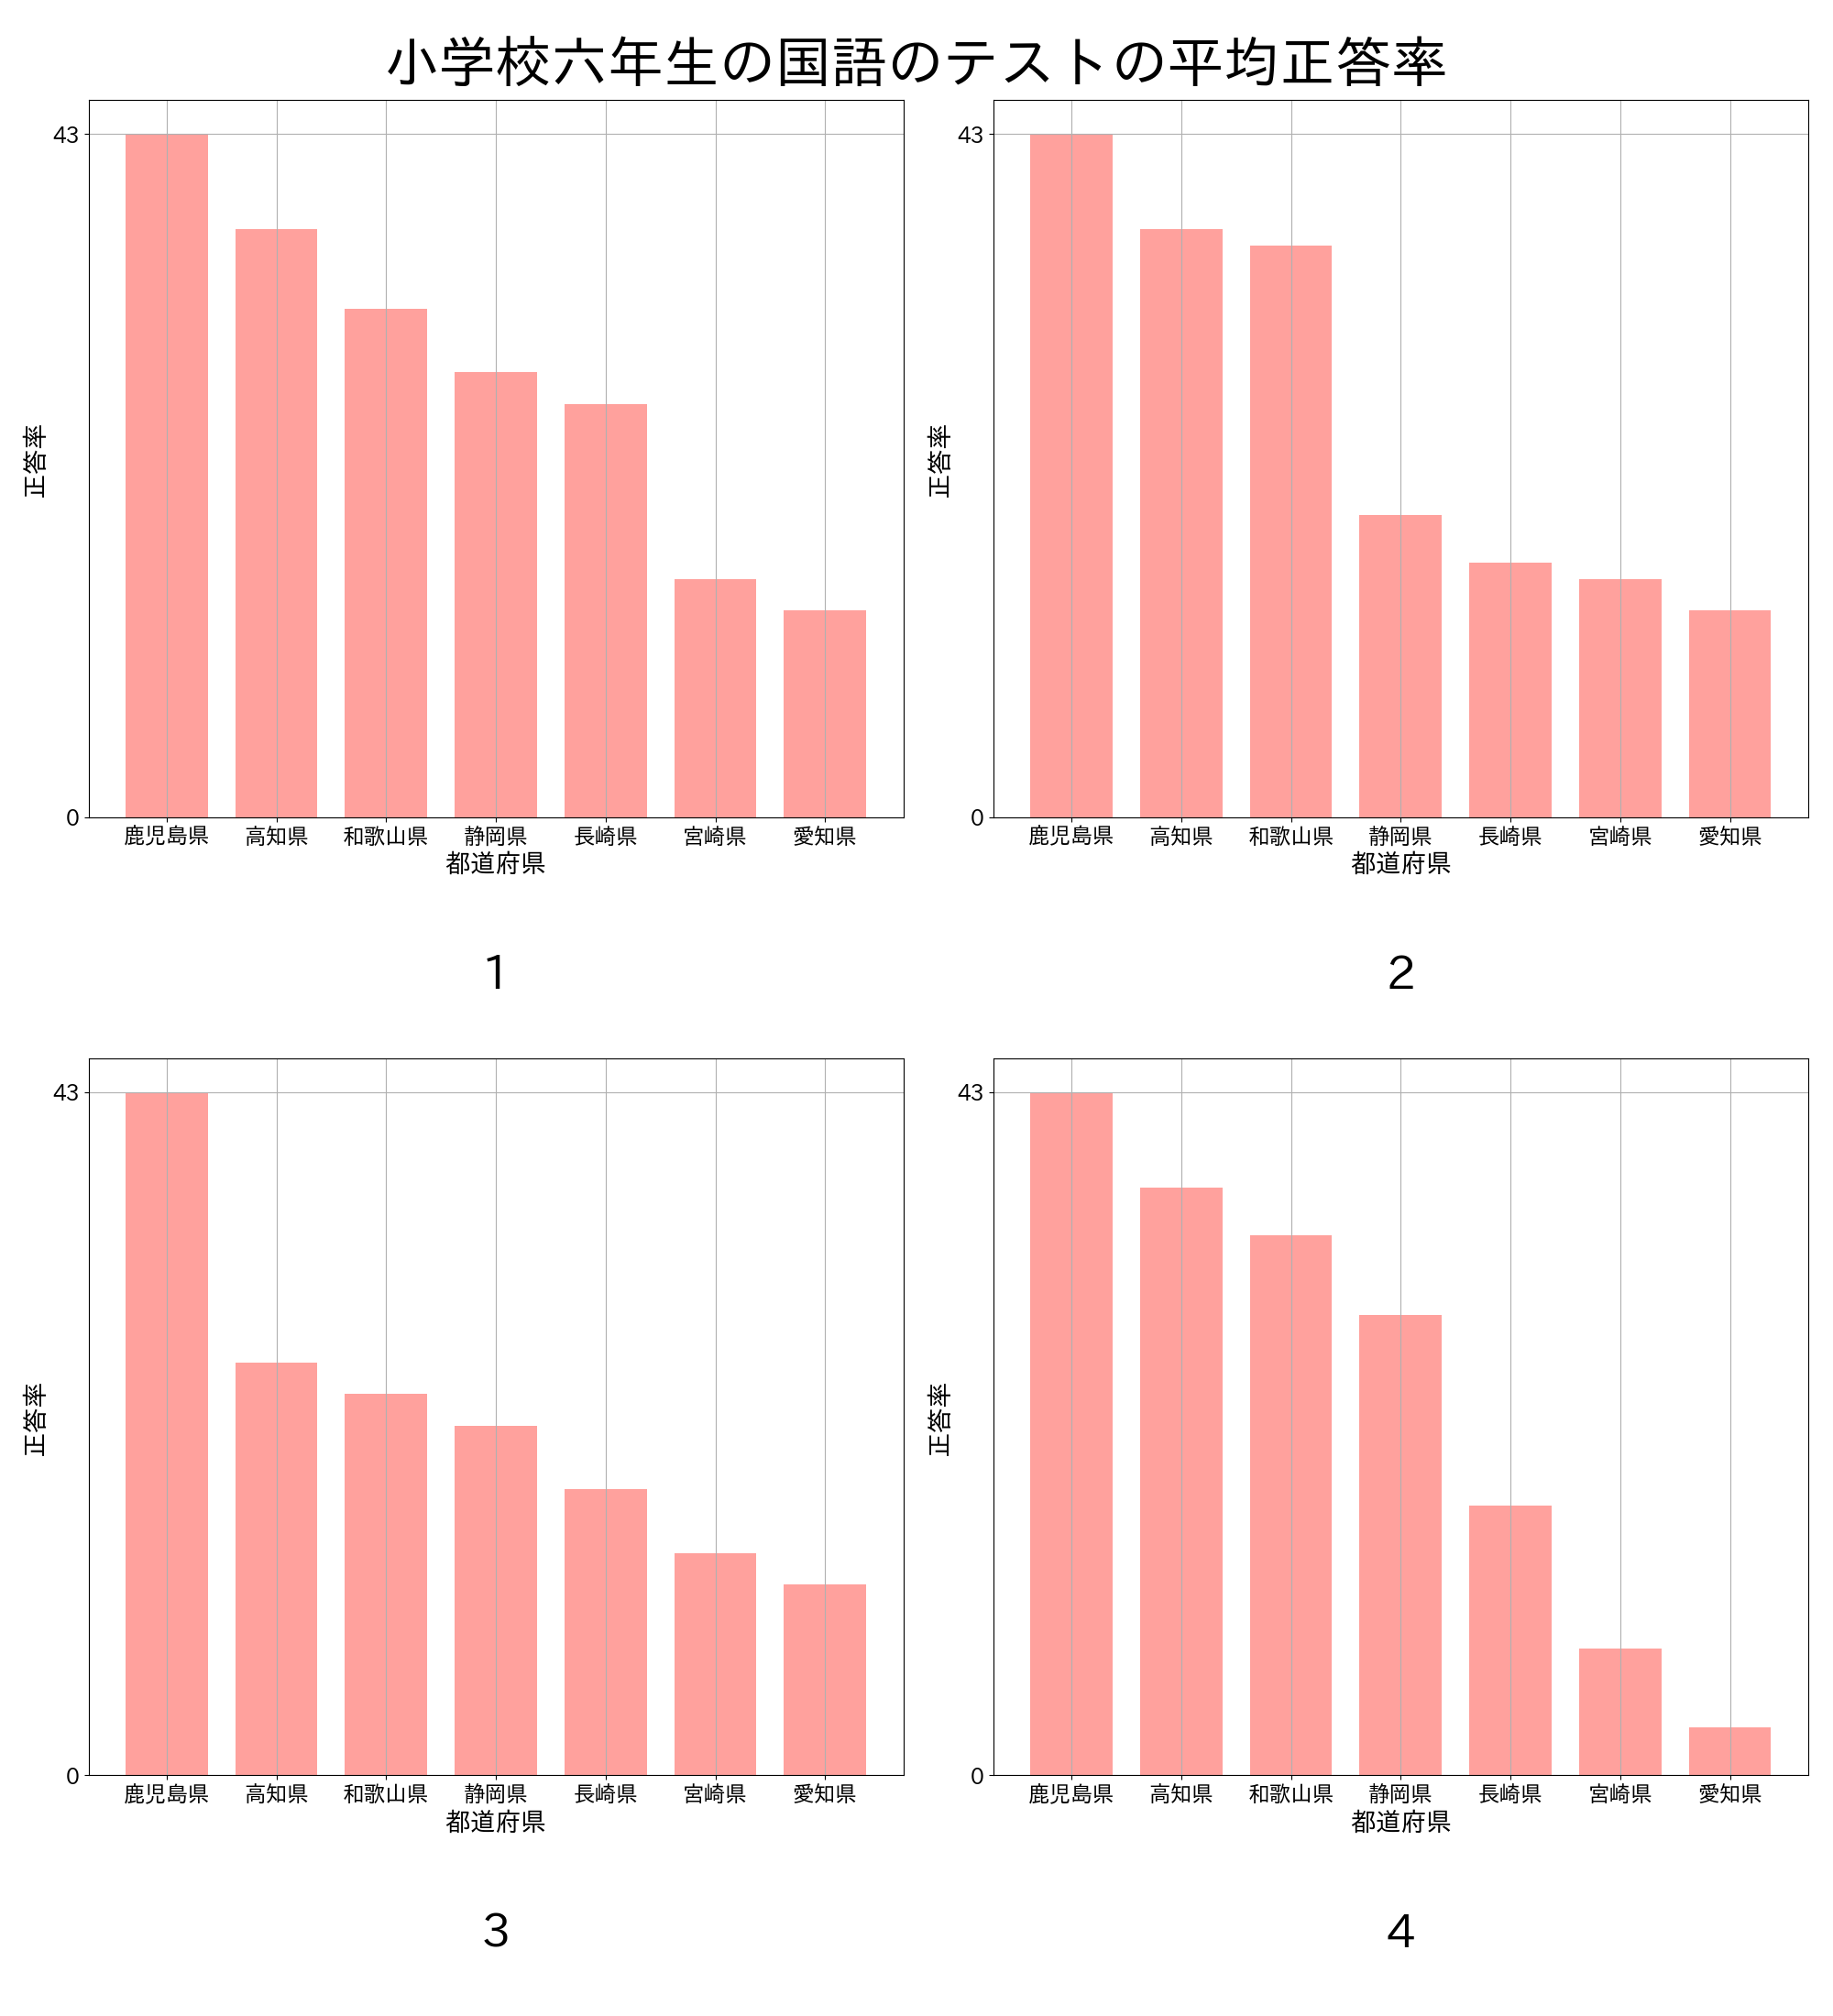 小学校六年生の国語のテストの平均正答率
43
0
正答率
鹿児島県 高知県 和歌山県 静岡県 長崎県 宮崎県 愛知県
都道府県
1
43
0
正答率
鹿児島県 高知県 和歌山県 静岡県 長崎県 宮崎県 愛知県
都道府県
2
43
0
正答率
鹿児島県 高知県 和歌山県 静岡県 長崎県 宮崎県 愛知県
都道府県
3
43
0
正答率
鹿児島県 高知県 和歌山県 静岡県 長崎県 宮崎県 愛知県
都道府県
4